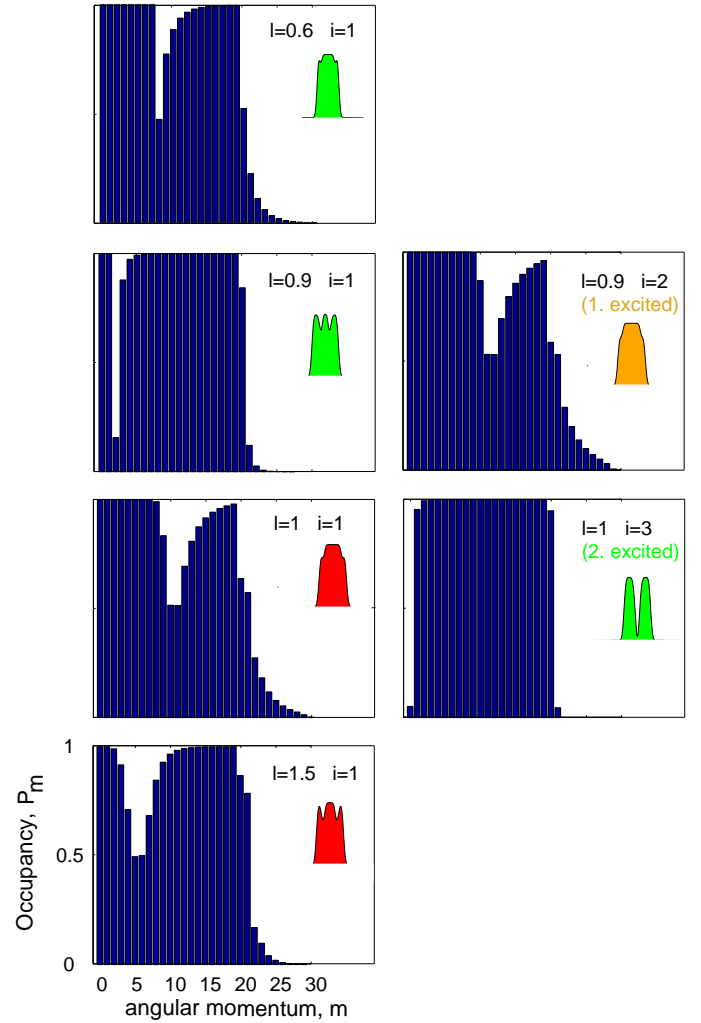 l=0.6 i=1
l=0.9 i=1
l=0.9 i=2
(1. excited)
l=1 i=1
l=1 i=3
(2. excited)
l=1.5 i=1
Occupancy, P_m
1
0.5
0
0 5 10 15 20 25 30
angular momentum, m